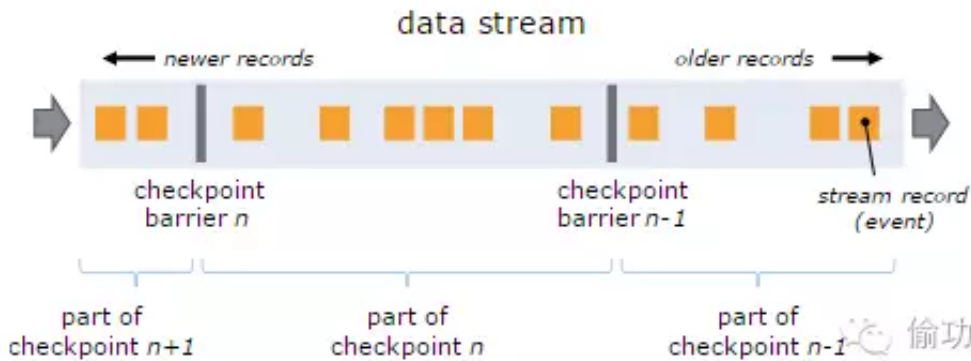 data stream
newer records
older records
checkpoint
barrier n
checkpoint
barrier n-1
stream record
(event)
part of
checkpoint n+1
part of
checkpoint n
part of
checkpoint n-1
偷功